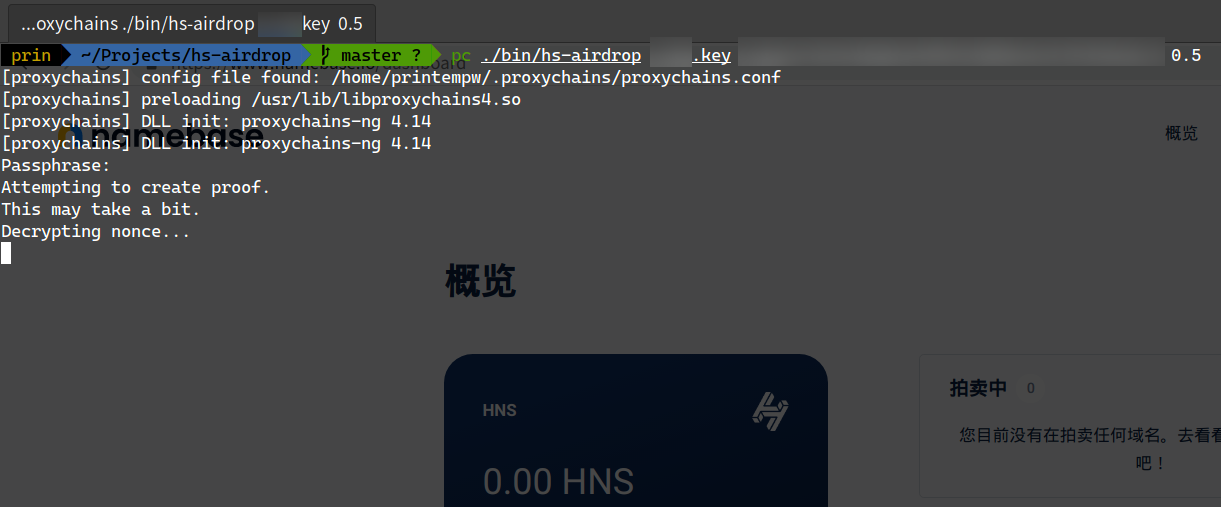 ...oxychains ./bin/hs-airdrop key 0.5
prin ~/Projects/hs-airdrop master ? pc ./bin/hs-airdrop .key 0.5
[proxychains] config file found: /home/printempw/.proxychains/proxychains.conf
[proxychains] preloading /usr/lib/libproxychains4.so
[proxychains] DLL init: proxychains-ng 4.14
[proxychains] DLL init: proxychains-ng 4.14
namebase
概览
Passphrase:
Attempting to create proof.
This may take a bit.
Decrypting nonce...
概览
HNS
0.00 HNS
拍卖中 0
您目前没有在拍卖任何域名。去看看
吧！